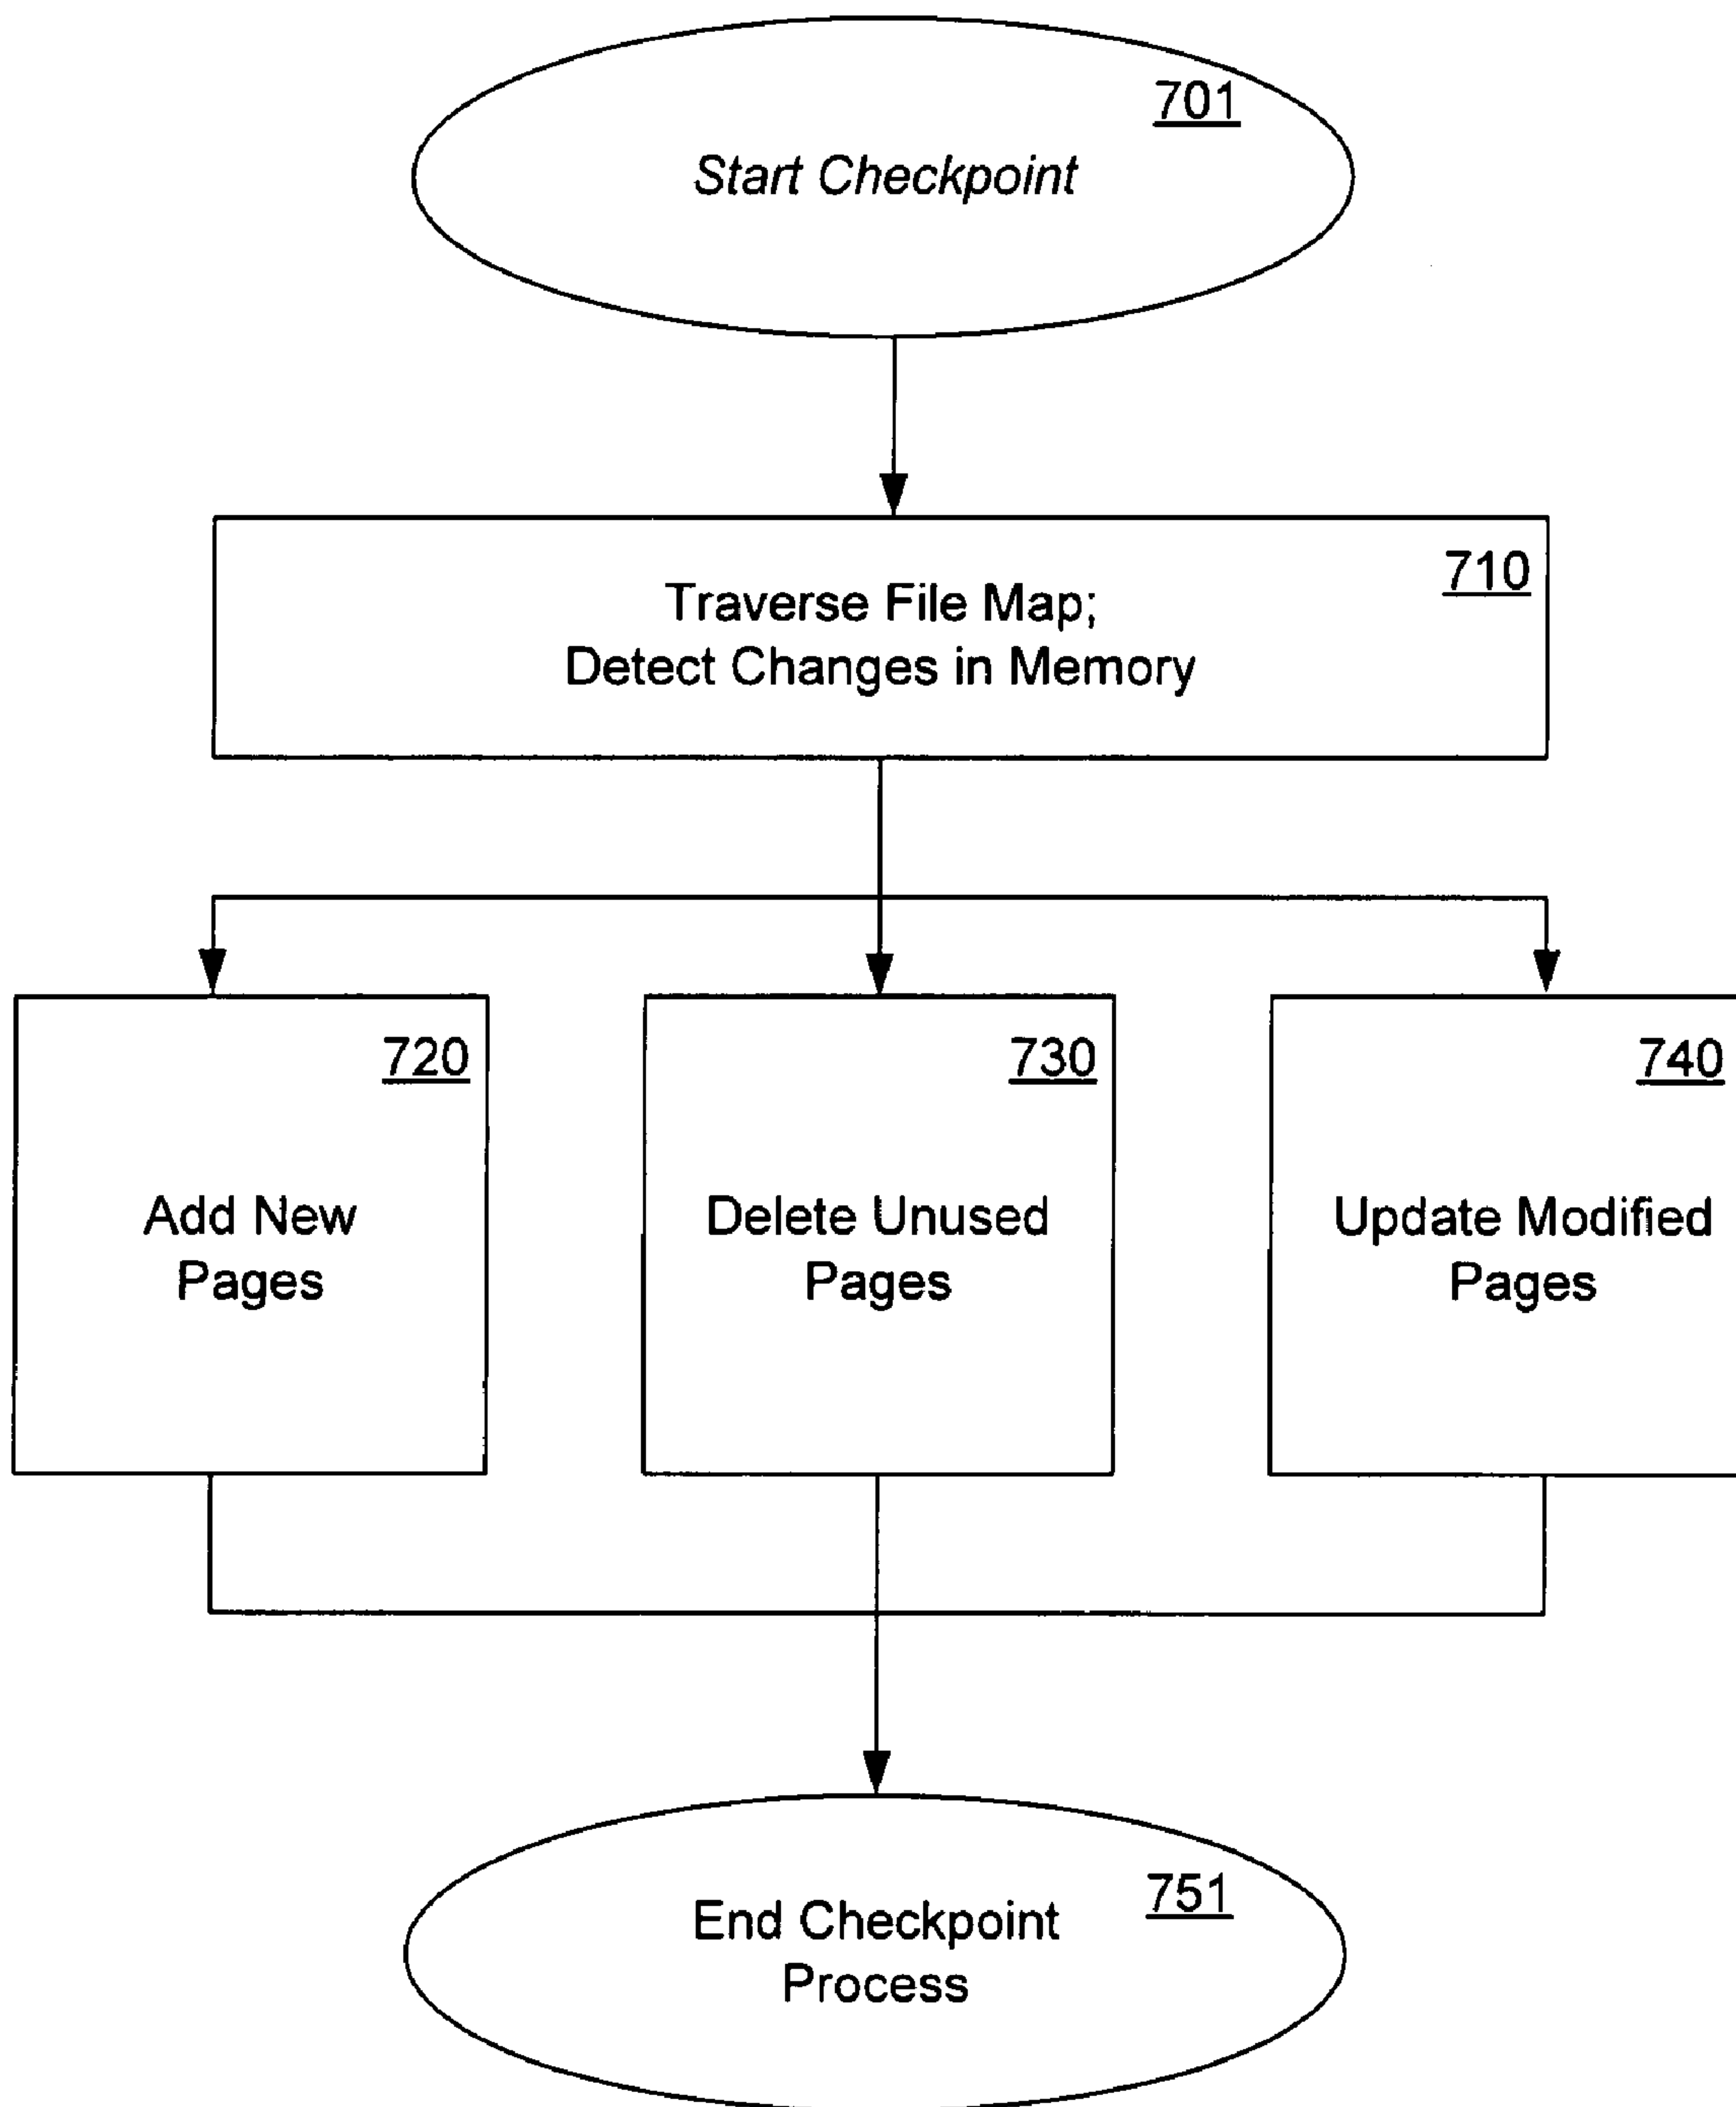 701
Start Checkpoint
710
Traverse File Map;
Detect Changes in Memory
720
Add New
Pages
730
Delete Unused
Pages
740
Update Modified
Pages
751
End Checkpoint
Process